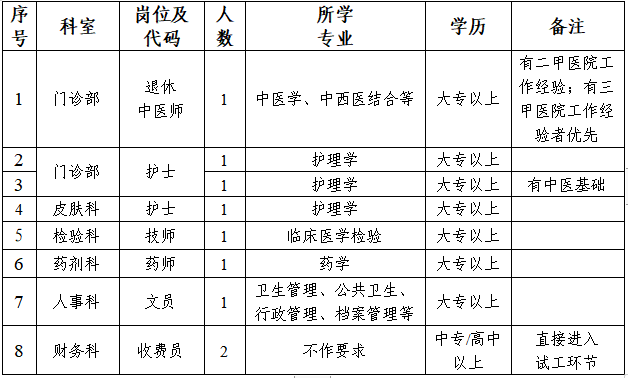 序号 科室 岗位及代码 人数 所学专业 学历 备注
1 门诊部 退休中医师 1 中医学、中西医结合等 大专以上 有二甲医院工作经验；有三甲医院工作经验者优先
2 门诊部 护士 1 护理学 大专以上
3 1 护理学 大专以上 有中医基础
4 皮肤科 护士 1 护理学 大专以上
5 检验科 技师 1 临床医学检验 大专以上
6 药剂科 药师 1 药学 大专以上
7 人事科 文员 1 卫生管理、公共卫生、行政管理、档案管理等 大专以上
8 财务科 收费员 2 不作要求 中专/高中以上 直接进入试工环节